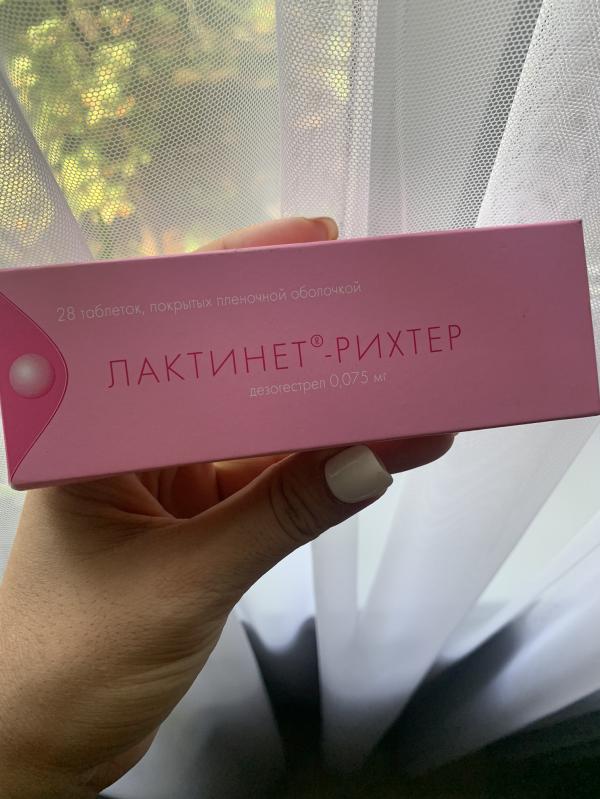 28 таблеток, покрытых пленочной оболочкой
ЛАКТИНЕТ®-РИХТЕР
дезогестрел 0,075 мг